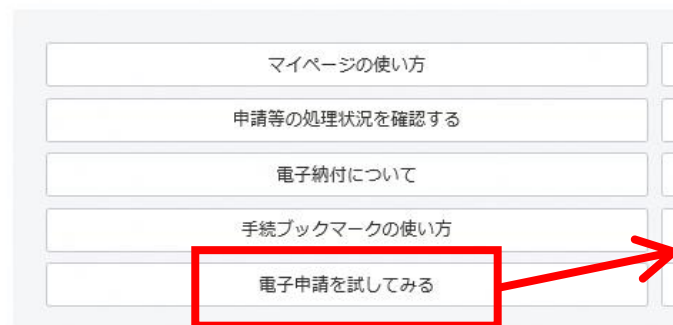 マイページの使い方
申請等の処理状況を確認する
電子納付について
手続ブックマークの使い方
電子申請を試してみる